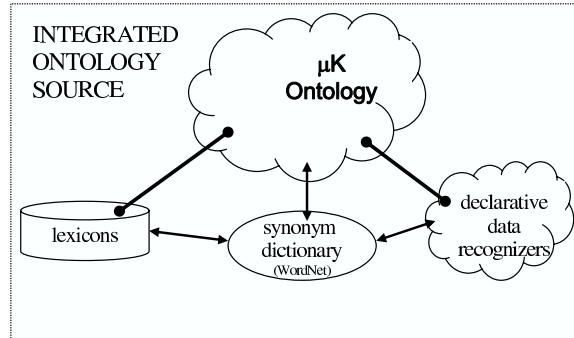 INTEGRATED
ONTOLOGY
SOURCE
μK
Ontology
lexicons
synonym
dictionary
(WordNet)
declarative
data
recognizers